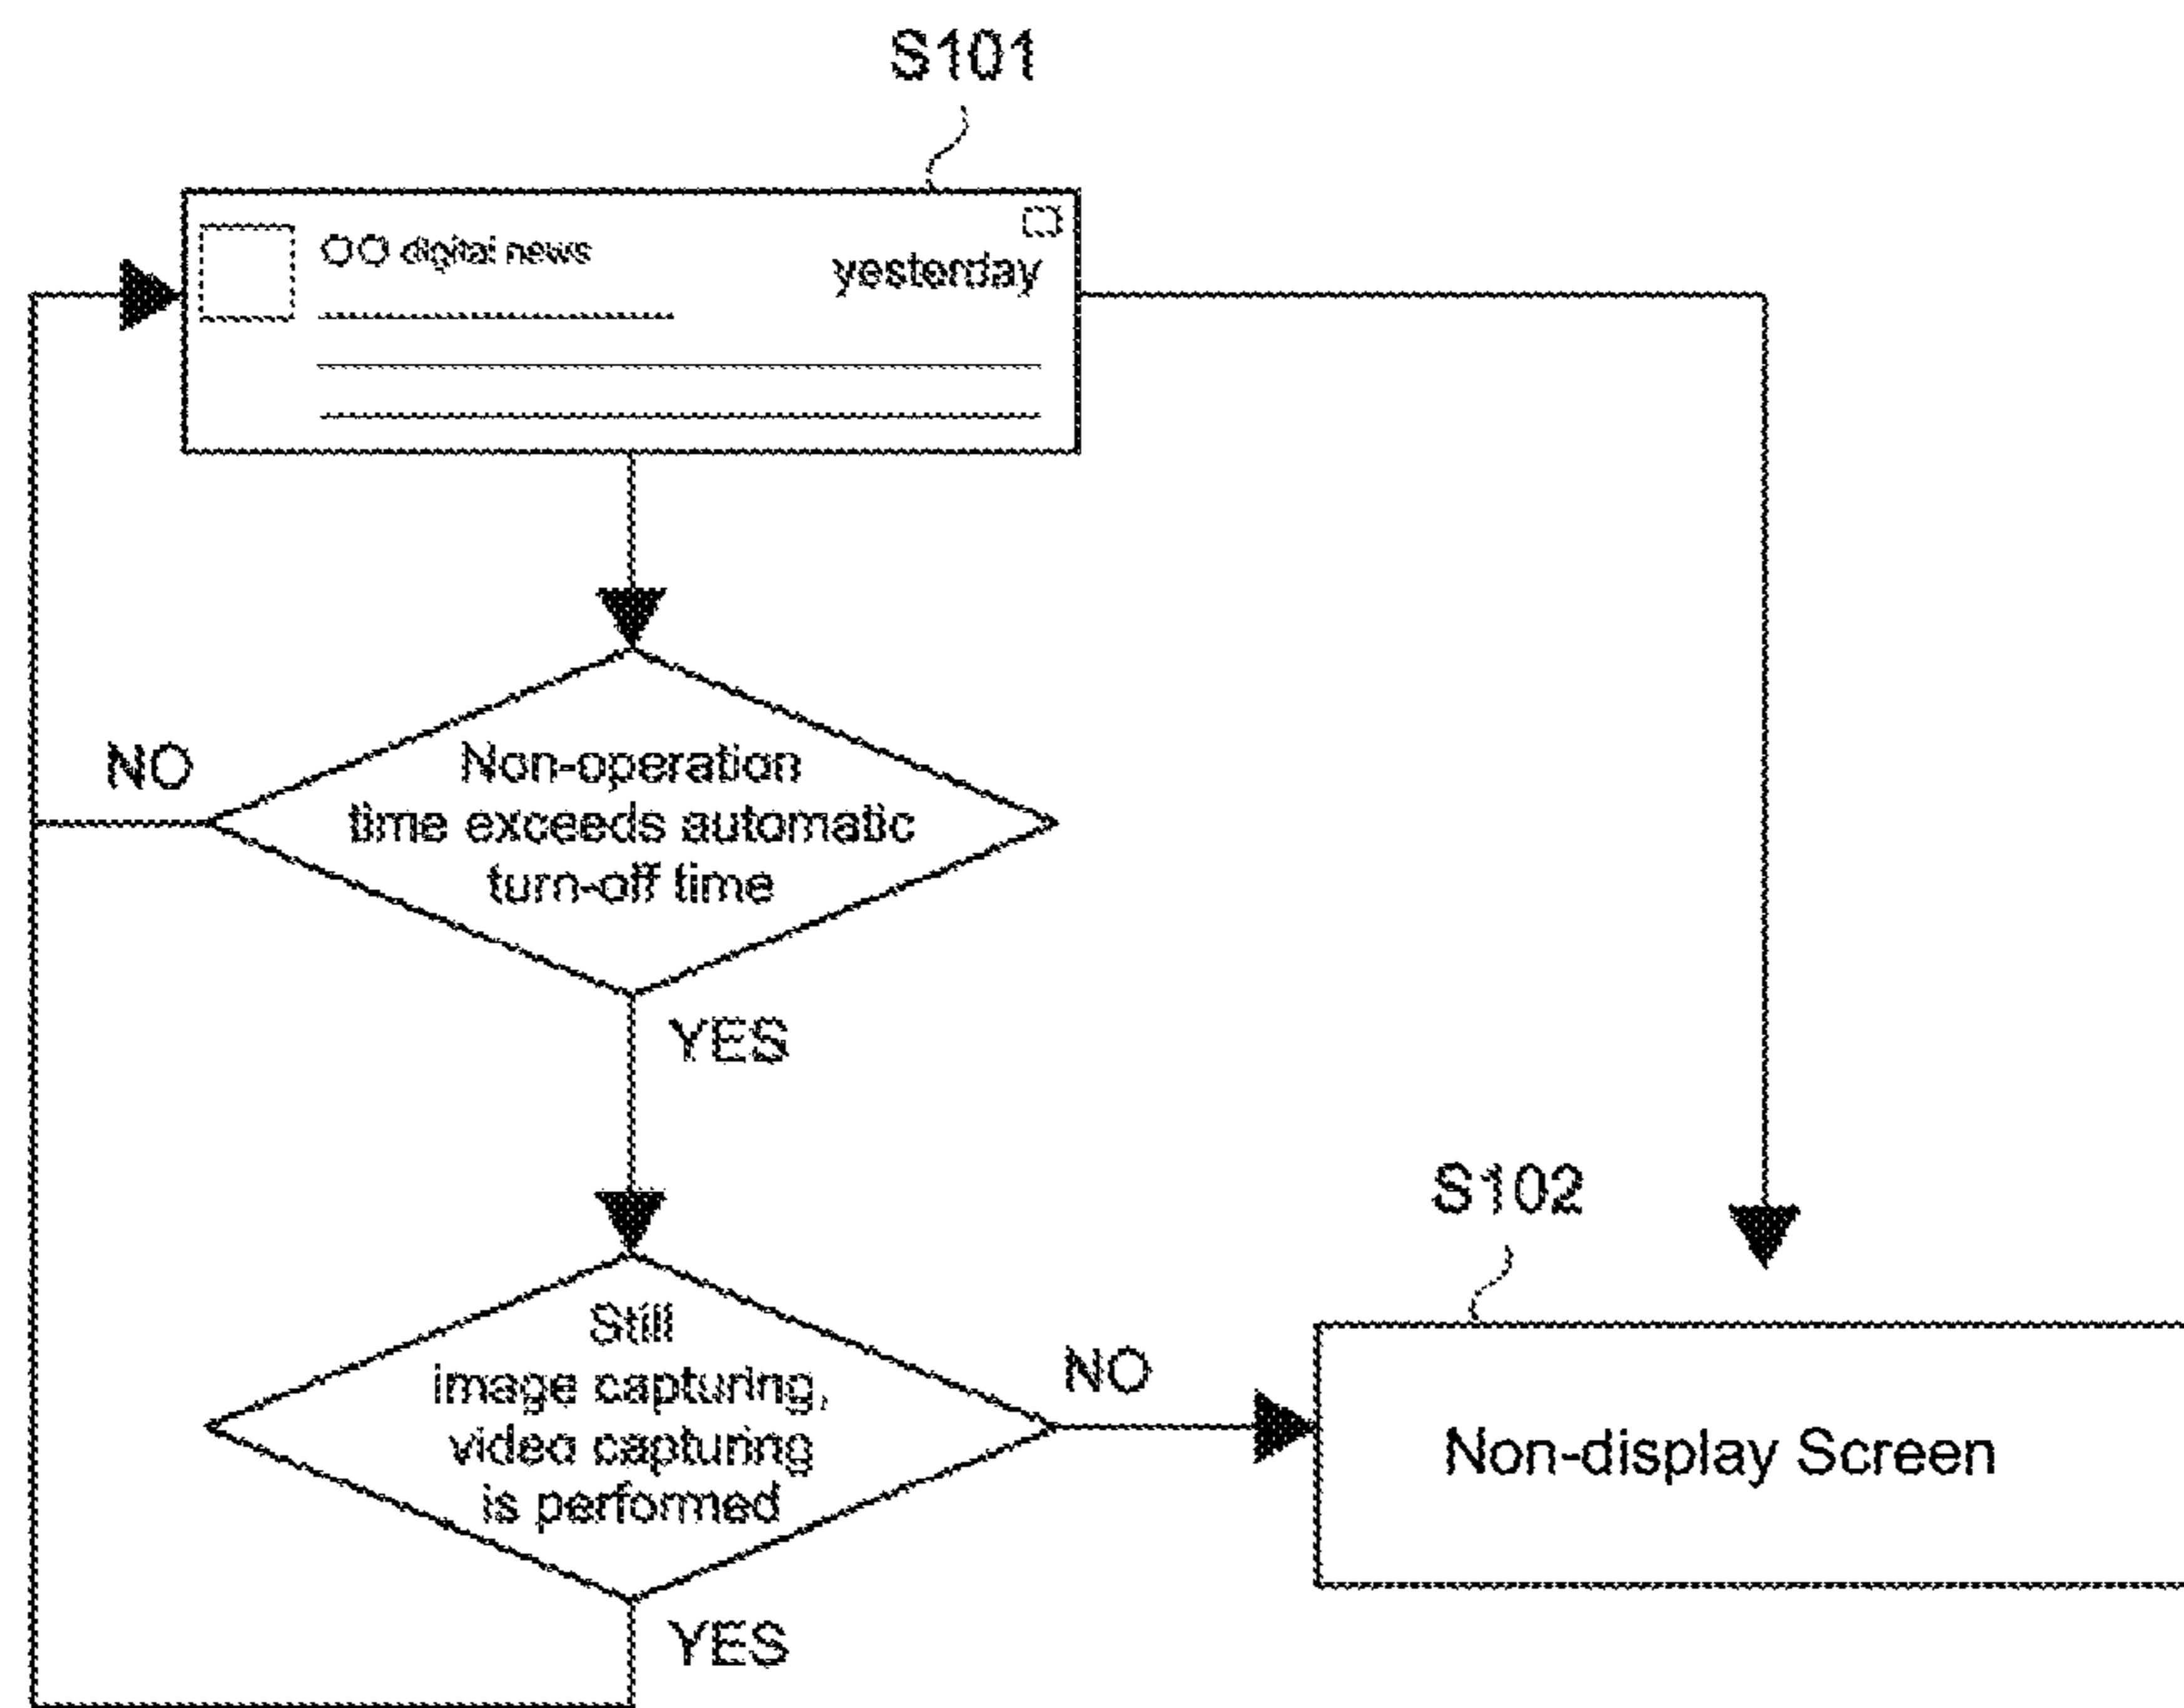 S101
○○ digital news
yesterday
NO
Non-operation
time exceeds automatic
turn-off time
YES
S102
Still
image capturing,
video capturing
is performed
NO
Non-display Screen
YES